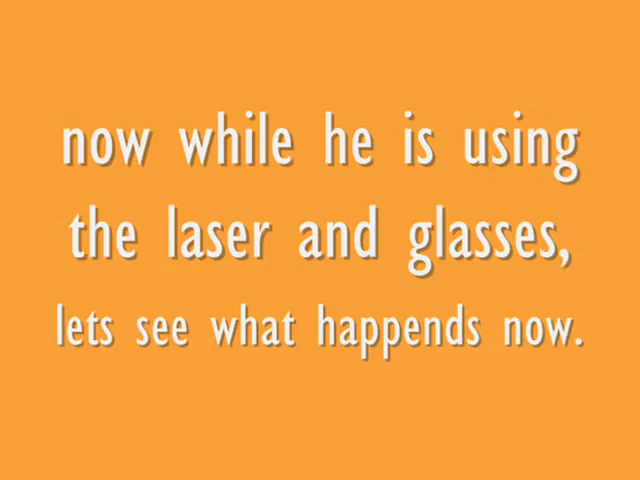 now while he is using
the laser and glasses,
lets see what happends now.